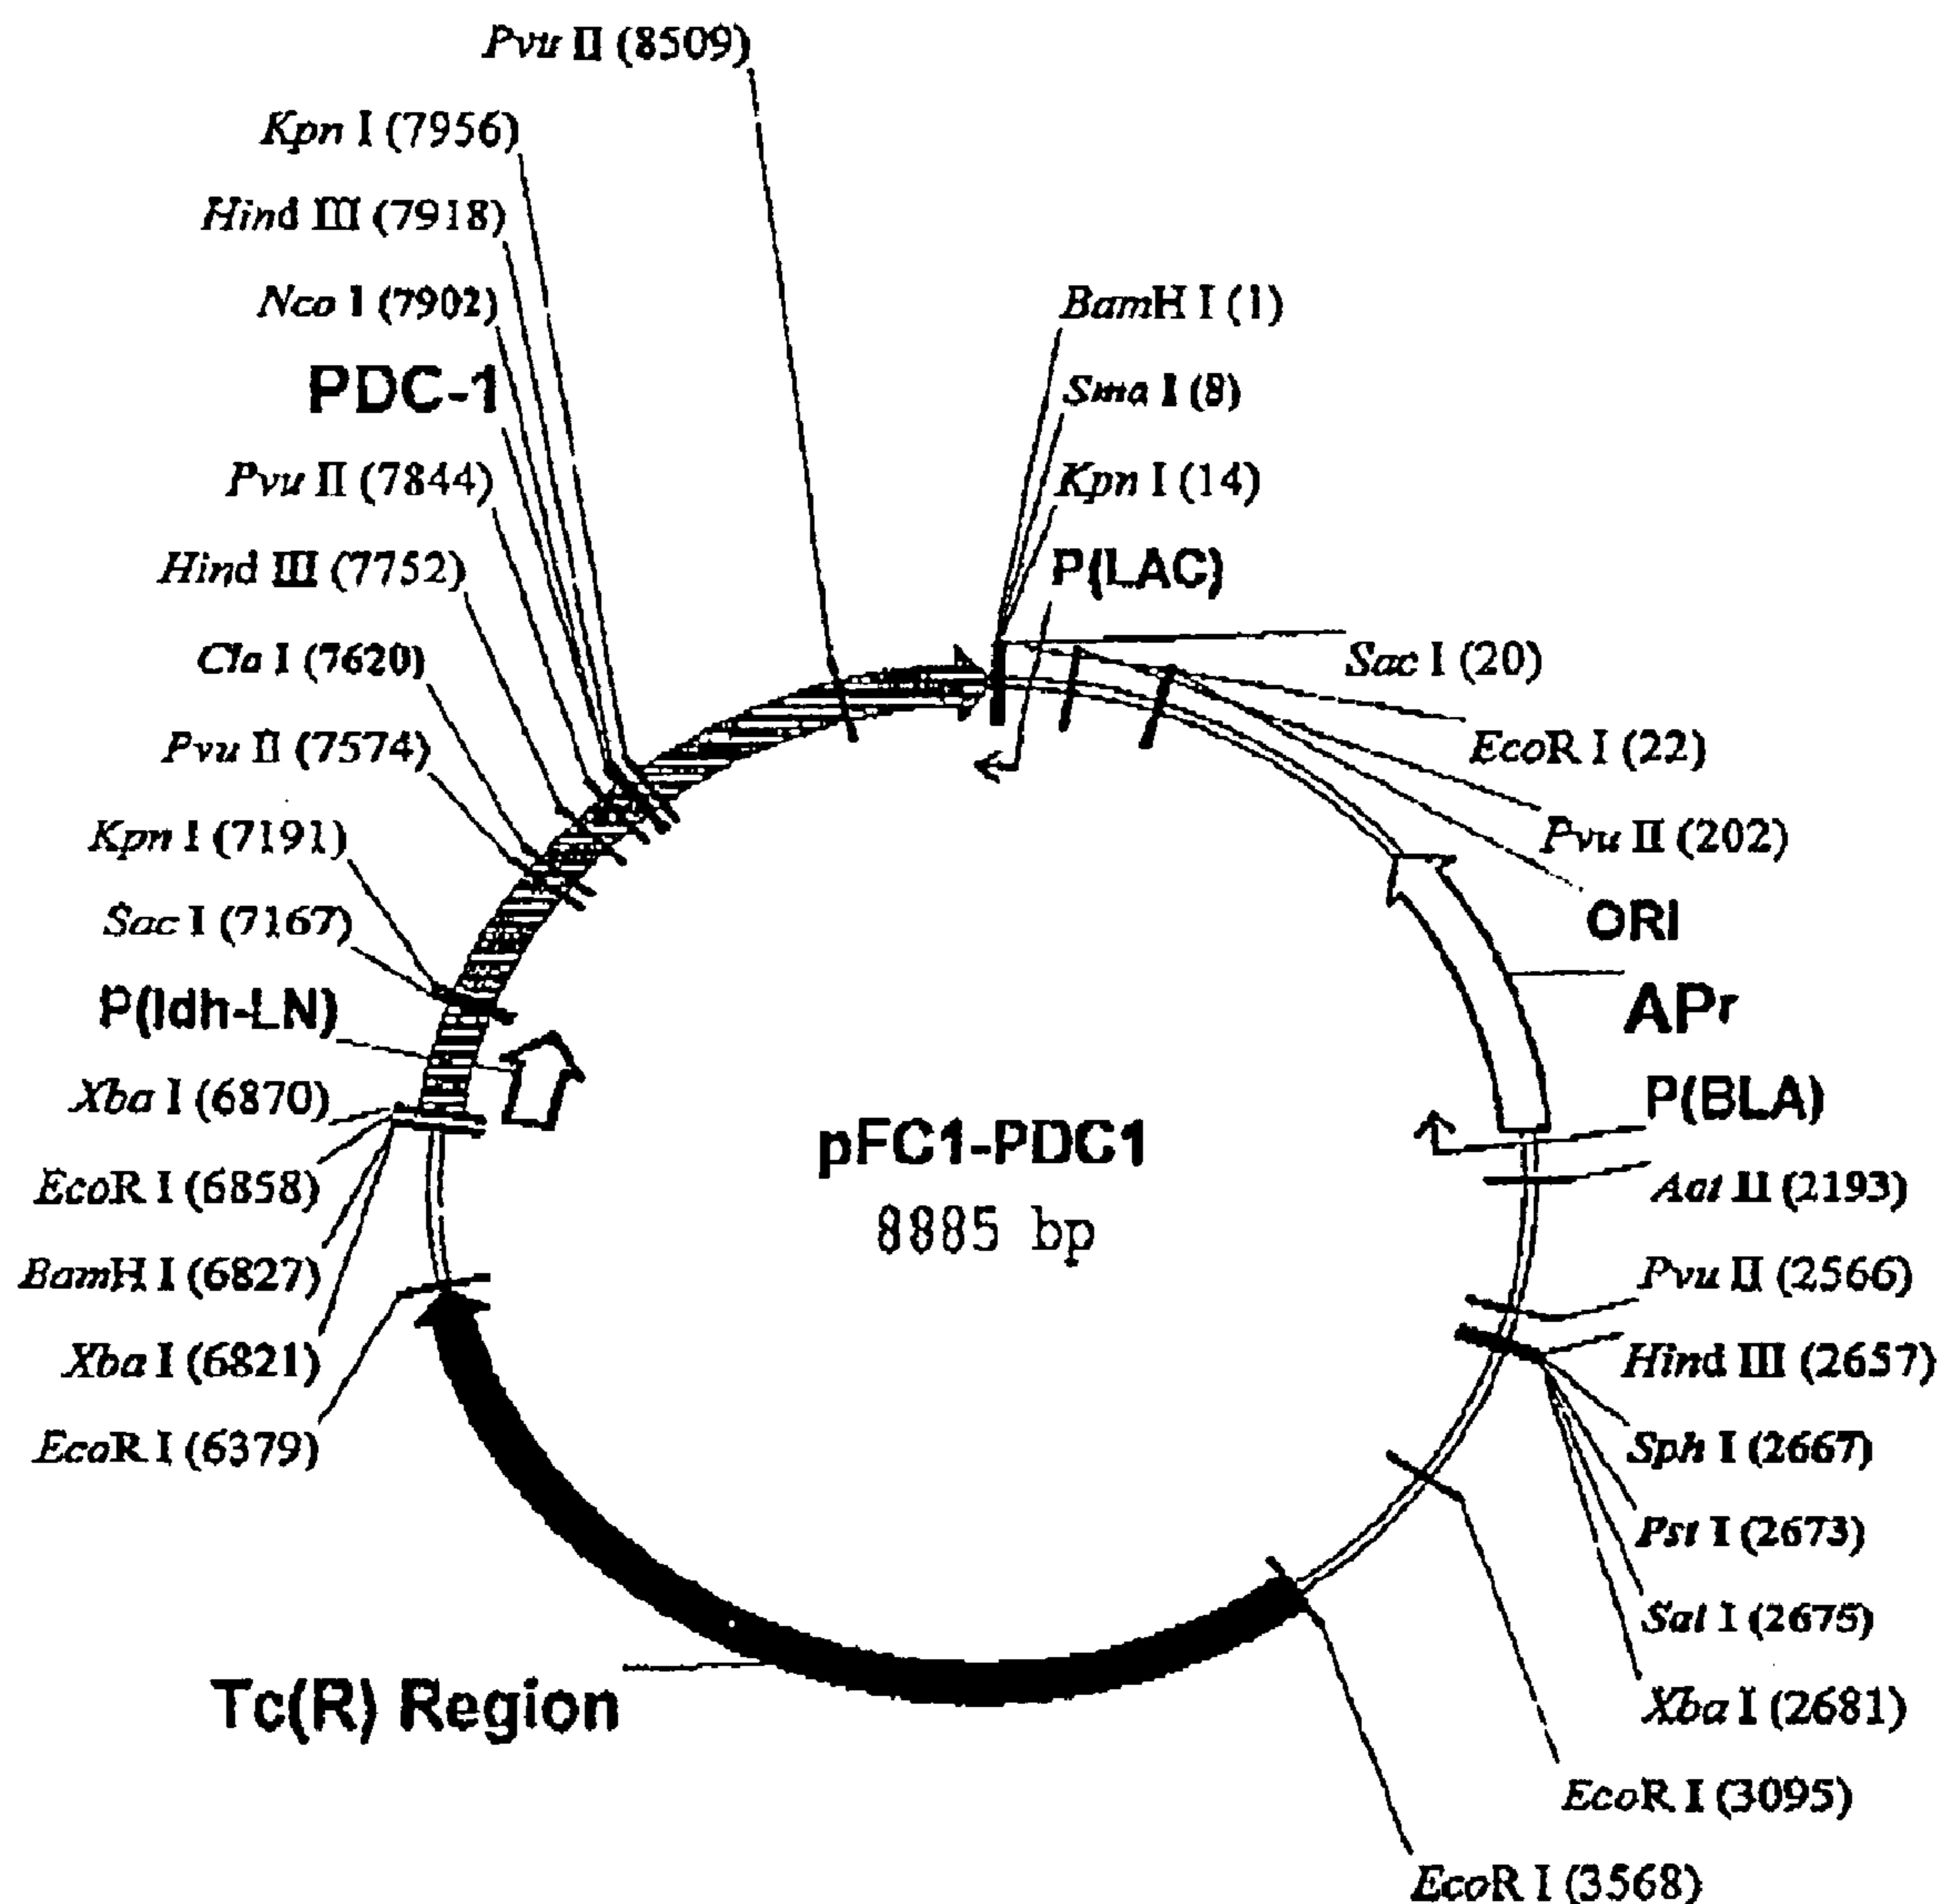 Pvu II (8509)
Kpn I (7956)
Hind III (7918)
Nco I (7902)
PDC-1
Pvu II (7844)
Hind III (7752)
Cla I (7620)
Pvu II (7574)
Kpn I (7191)
Sac I (7167)
P(ldh-LN)
Xba I (6870)
EcoR I (6858)
BamH I (6827)
Xba I (6821)
EcoR I (6379)
Tc(R) Region
BamH I (1)
Sma I (8)
Kpn I (14)
P(LAC)
Sac I (20)
EcoR I (22)
Pvu II (202)
ORI
APr
P(BLA)
Aat II (2193)
Pvu II (2566)
Hind III (2657)
Sph I (2667)
Pst I (2673)
Sal I (2675)
Xba I (2681)
EcoR I (3095)
EcoR I (3568)
pFC1-PDC1
8885 bp